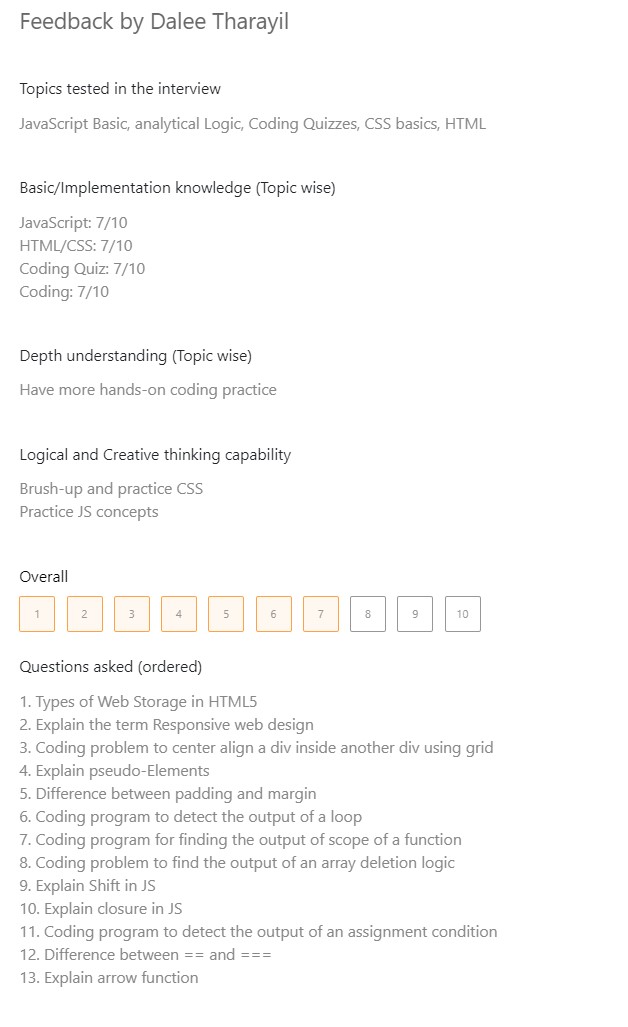 Feedback by Dalee Tharayil
Topics tested in the interview
JavaScript Basic, analytical Logic, Coding Quizzes, CSS basics, HTML
Basic/Implementation knowledge (Topic wise)
JavaScript: 7/10
HTML/CSS: 7/10
Coding Quiz: 7/10
Coding: 7/10
Depth understanding (Topic wise)
Have more hands-on coding practice
Logical and Creative thinking capability
Brush-up and practice CSS
Practice JS concepts
Overall
1 2 3 4 5 6 7 8 9 10
Questions asked (ordered)
1. Types of Web Storage in HTML5
2. Explain the term Responsive web design
3. Coding problem to center align a div inside another div using grid
4. Explain pseudo-Elements
5. Difference between padding and margin
6. Coding program to detect the output of a loop
7. Coding program for finding the output of scope of a function
8. Coding problem to find the output of an array deletion logic
9. Explain Shift in JS
10. Explain closure in JS
11. Coding program to detect the output of an assignment condition
12. Difference between == and ===
13. Explain arrow function